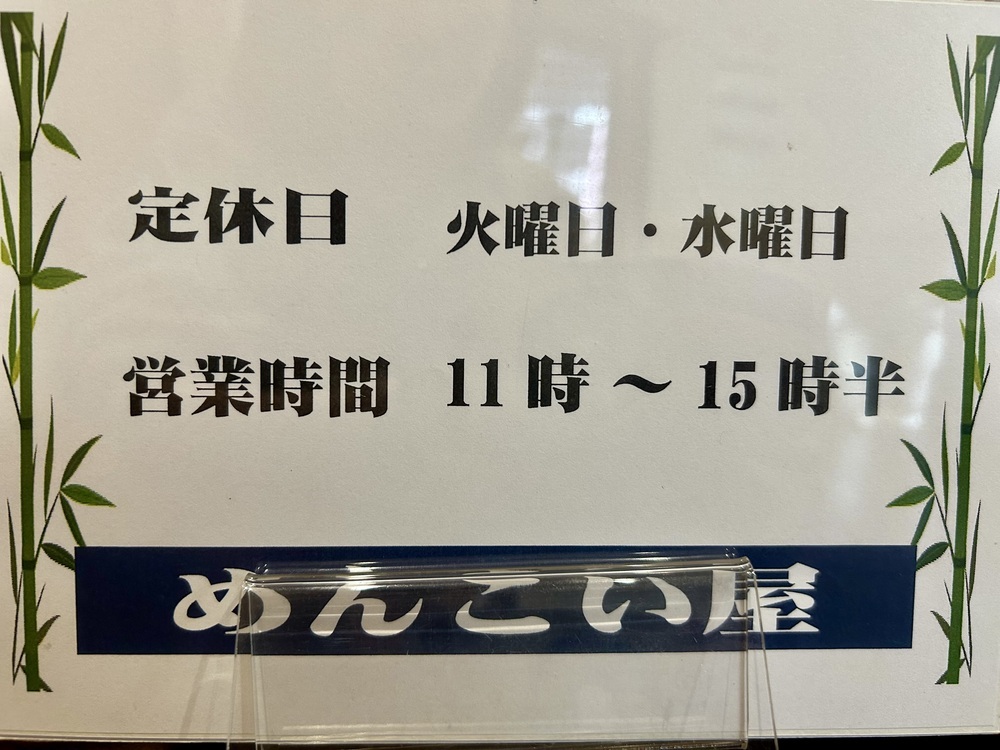 定休日 火曜日・水曜日
営業時間 11時～15時半
めんこい屋